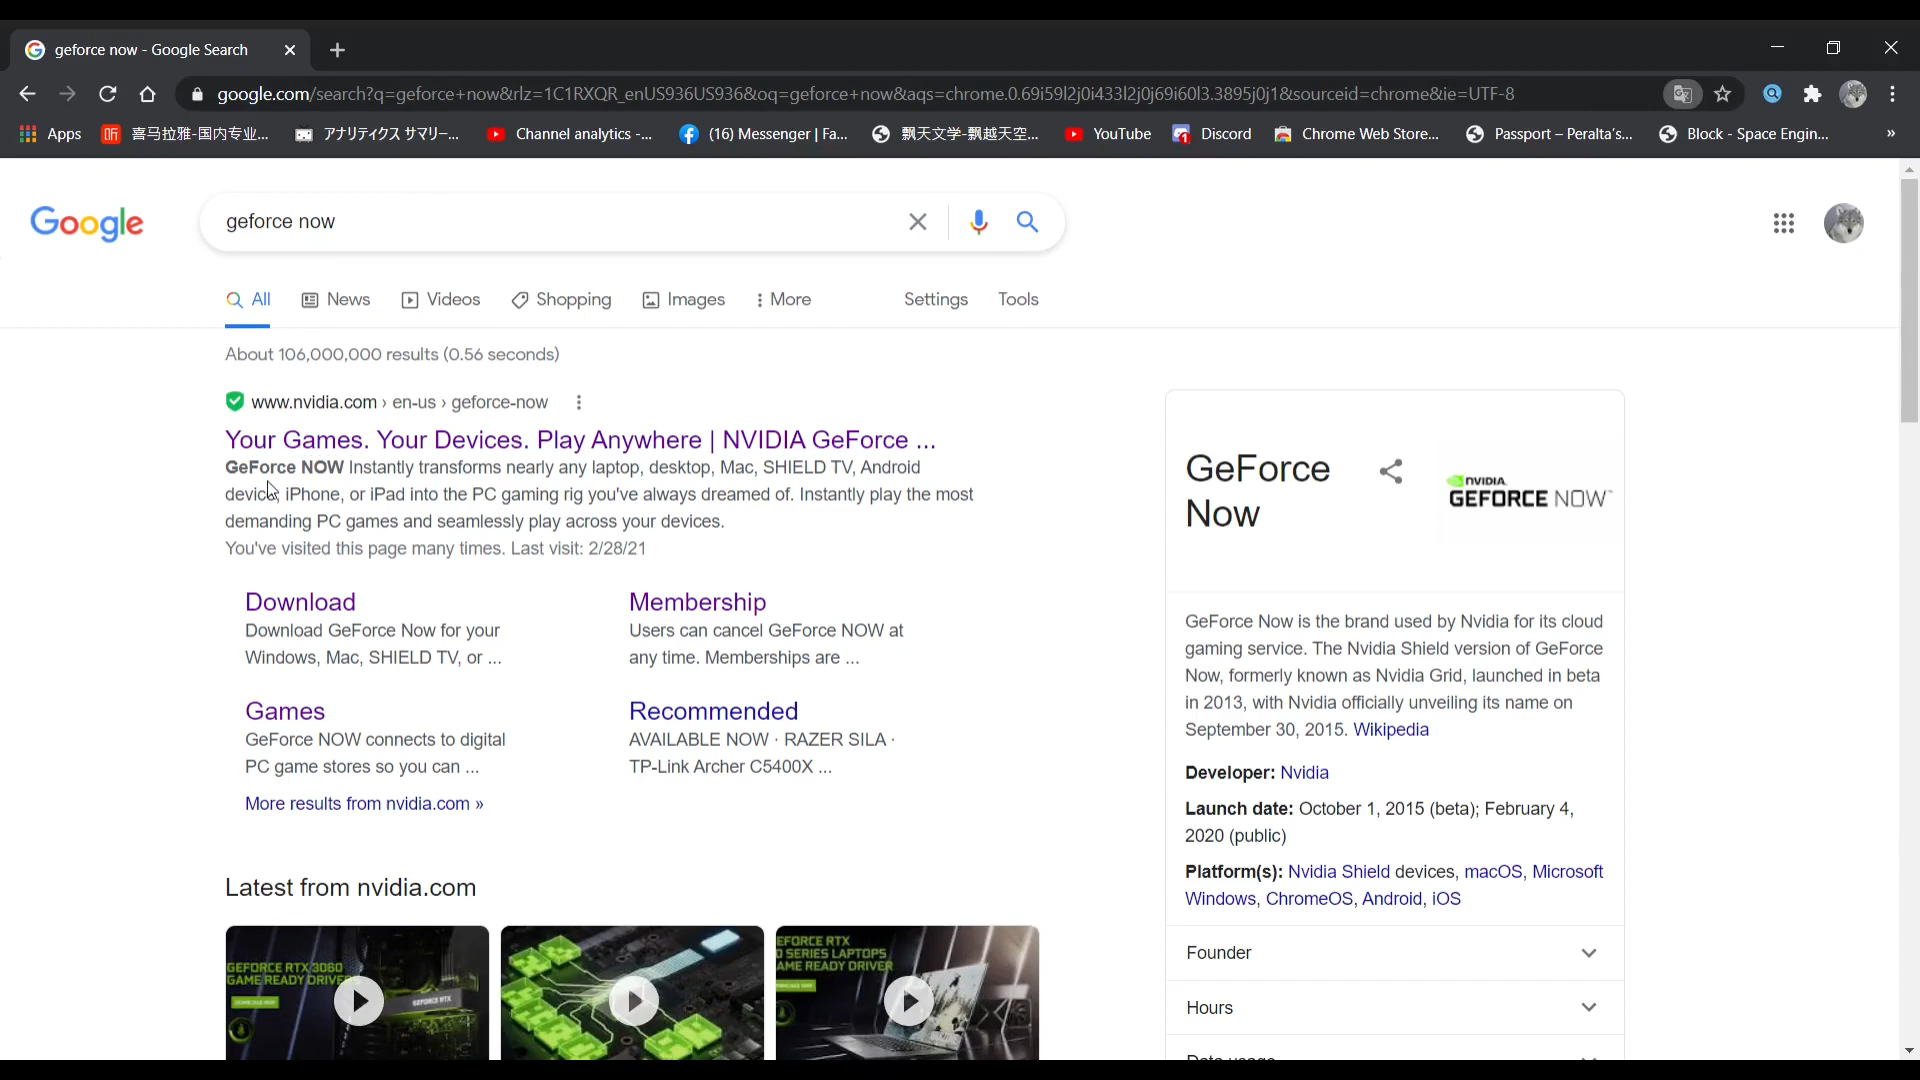 geforce now - Google Search
google.com/search?q=geforce+now&rlz=1C1RXQR_enUS936US936&oq=geforce+now&aqs=chrome.0.69i59l2j0i433l2j0j69i60l3.3895j0j1&sourceid=chrome&ie=UTF-8
Apps 喜马拉雅-国内专业... アナリティクス サマリー... Channel analytics -... (16) Messenger | Fa... 飘天文学-飘越天空... YouTube Discord Chrome Web Store... Passport – Peralta's... Block - Space Engin... »
Google geforce now
All News Videos Shopping Images More Settings Tools
About 106,000,000 results (0.56 seconds)
www.nvidia.com › en-us › geforce-now
Your Games. Your Devices. Play Anywhere | NVIDIA GeForce ...
GeForce NOW Instantly transforms nearly any laptop, desktop, Mac, SHIELD TV, Android
device, iPhone, or iPad into the PC gaming rig you've always dreamed of. Instantly play the most
demanding PC games and seamlessly play across your devices.
You've visited this page many times. Last visit: 2/28/21
Download
Download GeForce Now for your
Windows, Mac, SHIELD TV, or ...
Membership
Users can cancel GeForce NOW at
any time. Memberships are ...
Games
GeForce NOW connects to digital
PC game stores so you can ...
Recommended
AVAILABLE NOW · RAZER SILA ·
TP-Link Archer C5400X ...
More results from nvidia.com »
Latest from nvidia.com
GEFORCE RTX 3060
GAME READY DRIVER
GEFORCE RTX
EFORCE RTX
0 SERIES LAPTOPS
AME READY DRIVER
GeForce
Now
NVIDIA.
GEFORCE NOW
GeForce Now is the brand used by Nvidia for its cloud
gaming service. The Nvidia Shield version of GeForce
Now, formerly known as Nvidia Grid, launched in beta
in 2013, with Nvidia officially unveiling its name on
September 30, 2015. Wikipedia
Developer: Nvidia
Launch date: October 1, 2015 (beta); February 4,
2020 (public)
Platform(s): Nvidia Shield devices, macOS, Microsoft
Windows, ChromeOS, Android, iOS
Founder
Hours